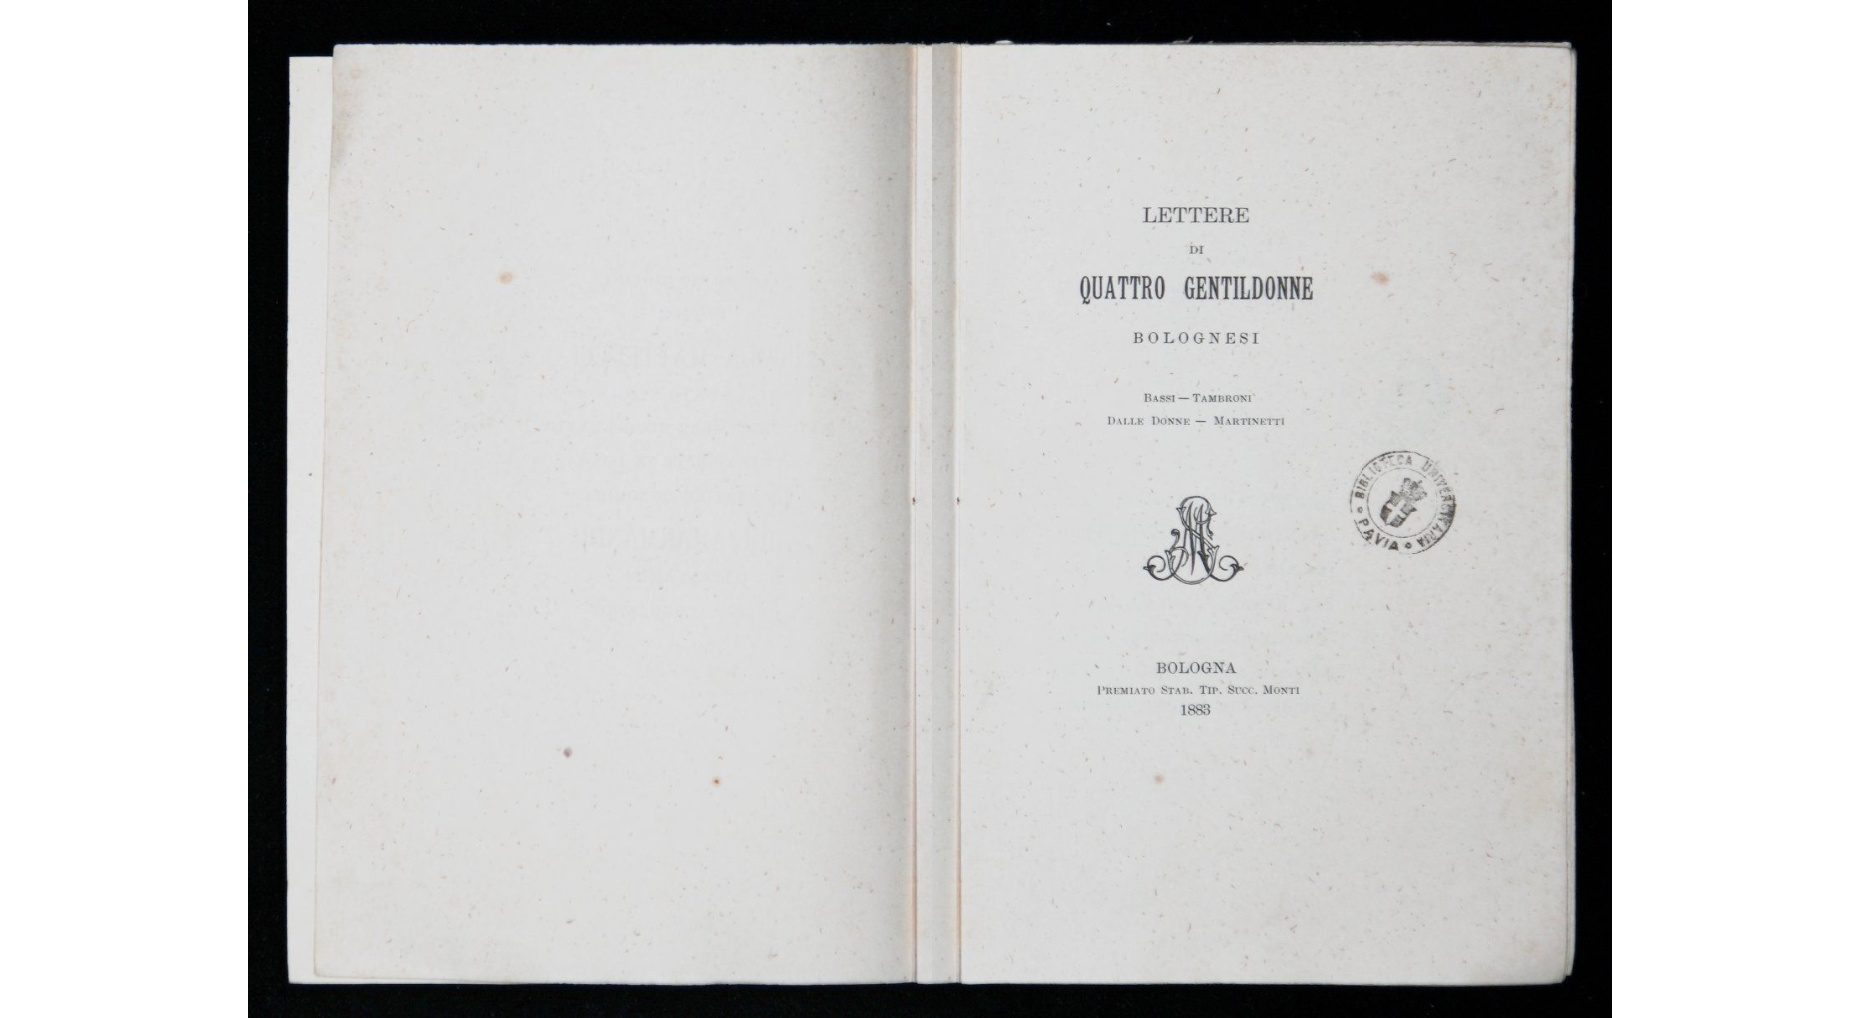 LETTERE
DI
QUATTRO GENTILDONNE
BOLOGNESI
BASSI — TAMBRONI
DALLE DONNE — MARTINETTI
BIBLIOTECA UNIVERSITARIA
PAVIA
BOLOGNA
PREMIATO STAB. TIP. SUCC. MONTI
1883